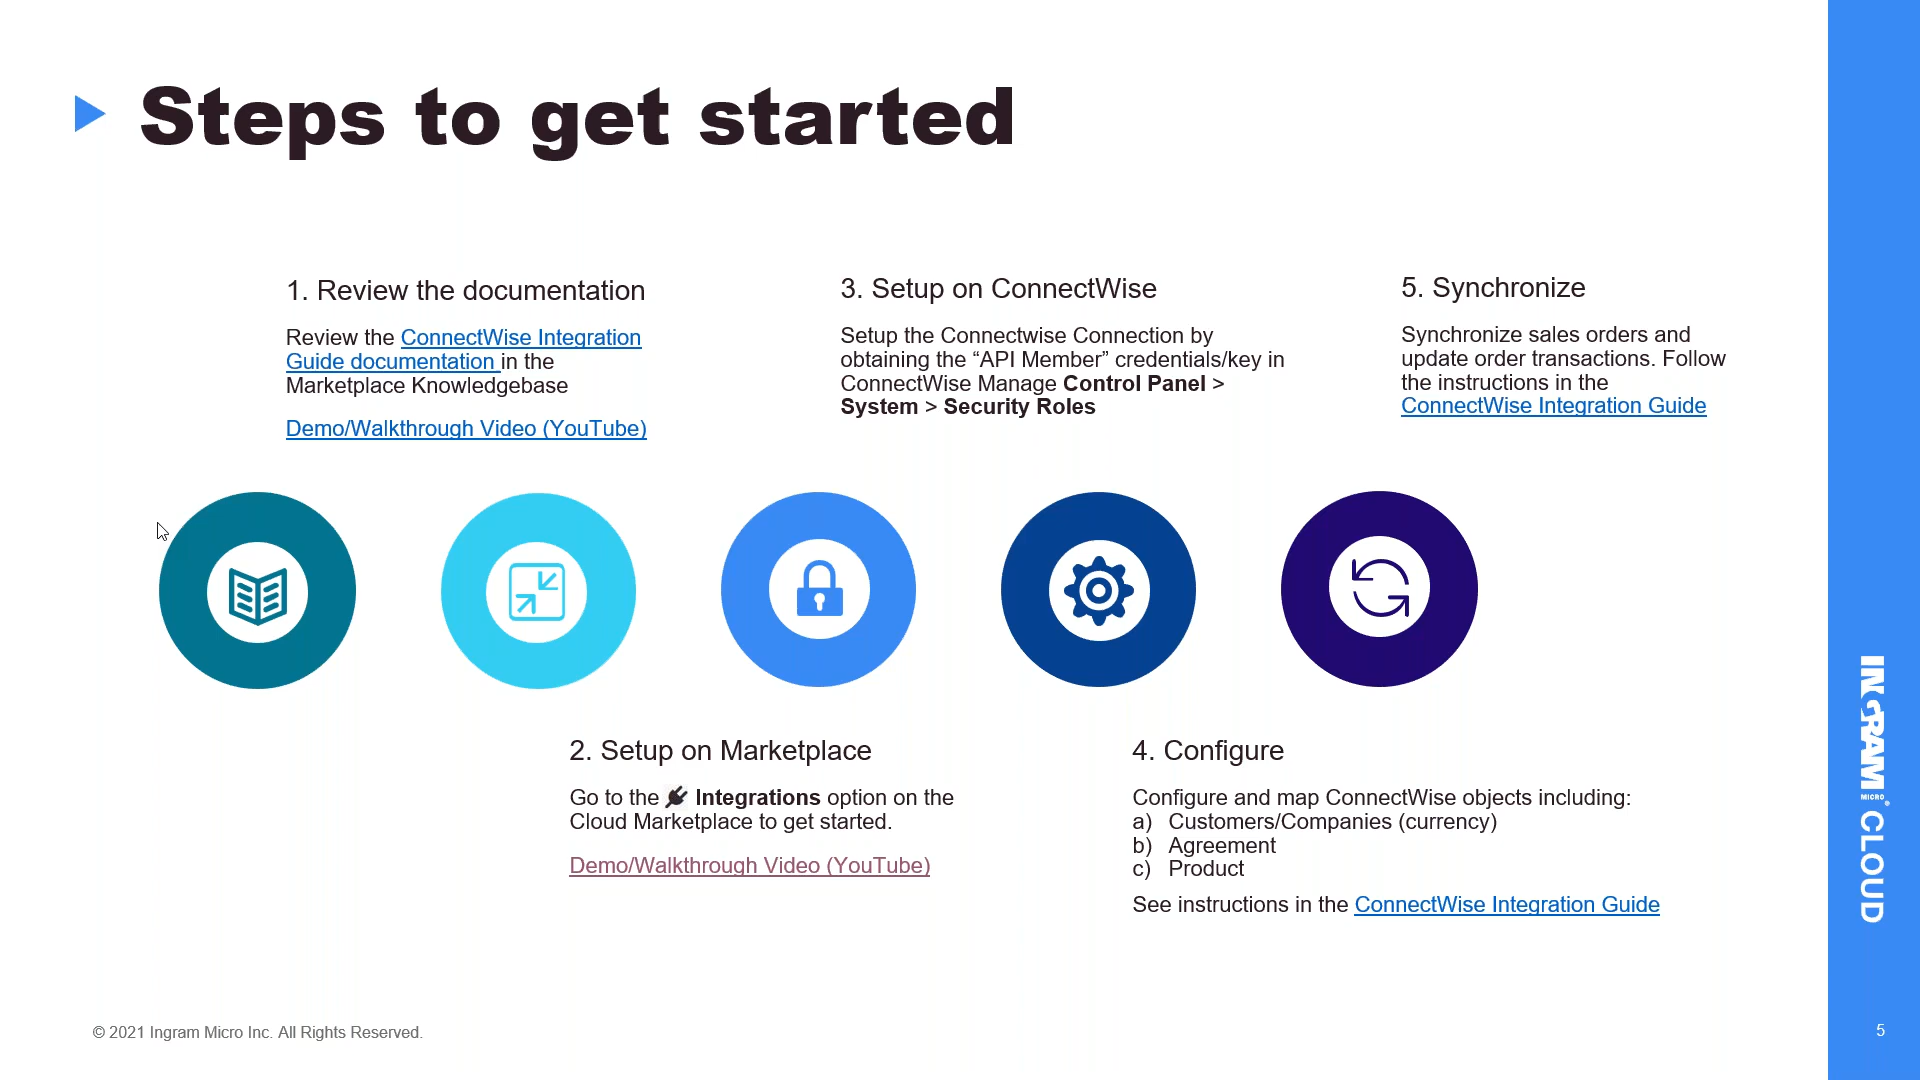 Steps to get started
1. Review the documentation
Review the ConnectWise Integration
Guide documentation in the
Marketplace Knowledgebase
Demo/Walkthrough Video (YouTube)
2. Setup on Marketplace
Go to the Integrations option on the
Cloud Marketplace to get started.
Demo/Walkthrough Video (YouTube)
3. Setup on ConnectWise
Setup the Connectwise Connection by
obtaining the “API Member” credentials/key in
ConnectWise Manage Control Panel >
System > Security Roles
4. Configure
Configure and map ConnectWise objects including:
a) Customers/Companies (currency)
b) Agreement
c) Product
See instructions in the ConnectWise Integration Guide
5. Synchronize
Synchronize sales orders and
update order transactions. Follow
the instructions in the
ConnectWise Integration Guide
INGRAM MICRO® CLOUD
© 2021 Ingram Micro Inc. All Rights Reserved.
5